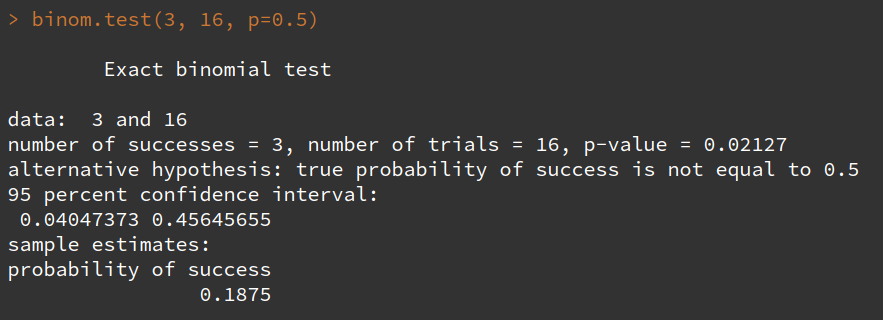 > binom.test(3, 16, p=0.5)
Exact binomial test
data:  3 and 16
number of successes = 3, number of trials = 16, p-value = 0.02127
alternative hypothesis: true probability of success is not equal to 0.5
95 percent confidence interval:
 0.04047373 0.45645655
sample estimates:
probability of success
0.1875